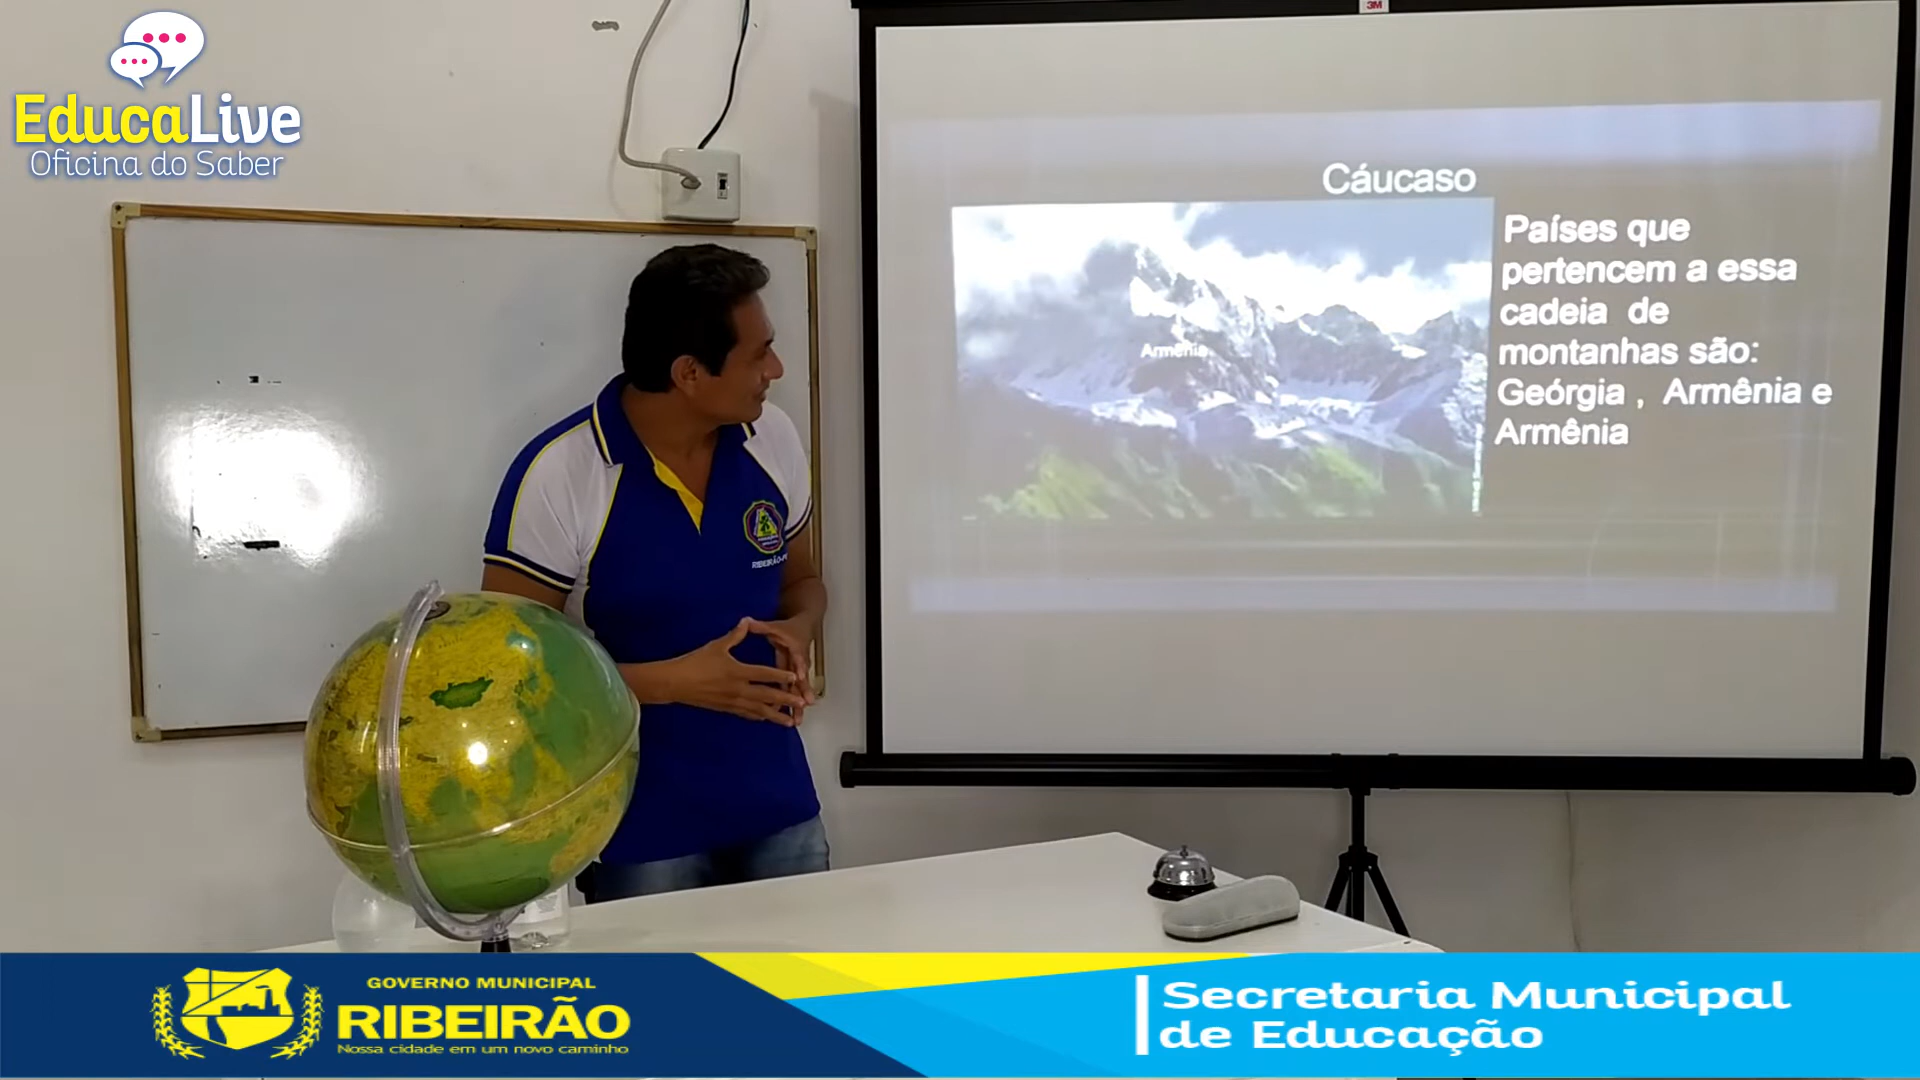 EducaLive
Oficina do Saber
3M
Cáucaso
Armênia
Países que
pertencem a essa
cadeia de
montanhas são:
Geórgia , Armênia e
Armênia
GOVERNO MUNICIPAL
RIBEIRÃO
Nossa cidade em um novo caminho
Secretaria Municipal
de Educação